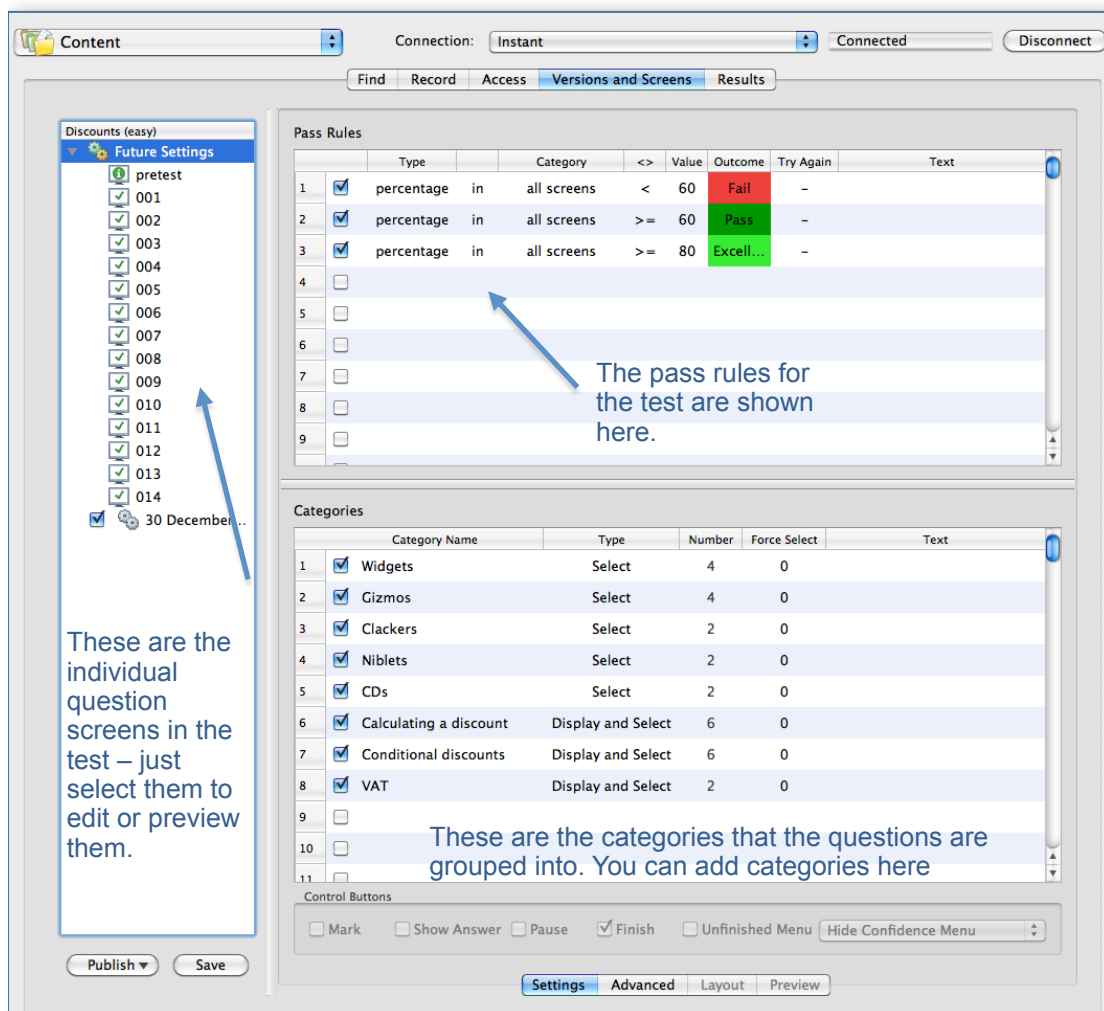 Content Connection: Instant Connected Disconnect
Find Record Access Versions and Screens Results
Discounts (easy)
Future Settings
pretest
001
002
003
004
005
006
007
008
009
010
011
012
013
014
30 December...
These are the
individual
question
screens in the
test – just
select them to
edit or preview
them.
Publish Save
Pass Rules
Type Category <> Value Outcome Try Again Text
1 percentage in all screens < 60 Fail –
2 percentage in all screens >= 60 Pass –
3 percentage in all screens >= 80 Excell... –
4
5
6
7
8
9
The pass rules for
the test are shown
here.
Categories
Category Name Type Number Force Select Text
1 Widgets Select 4 0
2 Gizmos Select 4 0
3 Clackers Select 2 0
4 Niblets Select 2 0
5 CDs Select 2 0
6 Calculating a discount Display and Select 6 0
7 Conditional discounts Display and Select 6 0
8 VAT Display and Select 2 0
9
10
11
These are the categories that the questions are
grouped into. You can add categories here
Control Buttons
Mark Show Answer Pause Finish Unfinished Menu Hide Confidence Menu
Settings Advanced Layout Preview